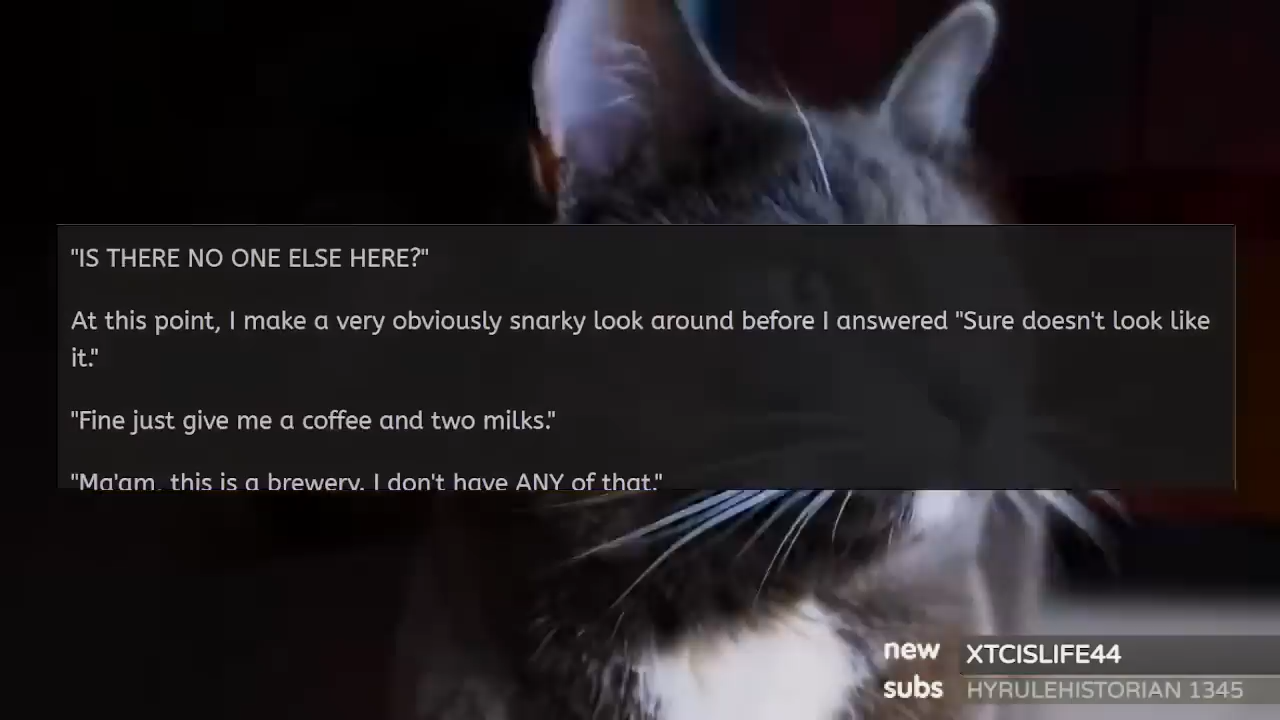 "IS THERE NO ONE ELSE HERE?"
At this point, I make a very obviously snarky look around before I answered "Sure doesn't look like
it."
"Fine just give me a coffee and two milks."
"Ma'am, this is a brewery. I don't have ANY of that."
new XTCISLIFE44
subs HYRULEHISTORIAN 1345